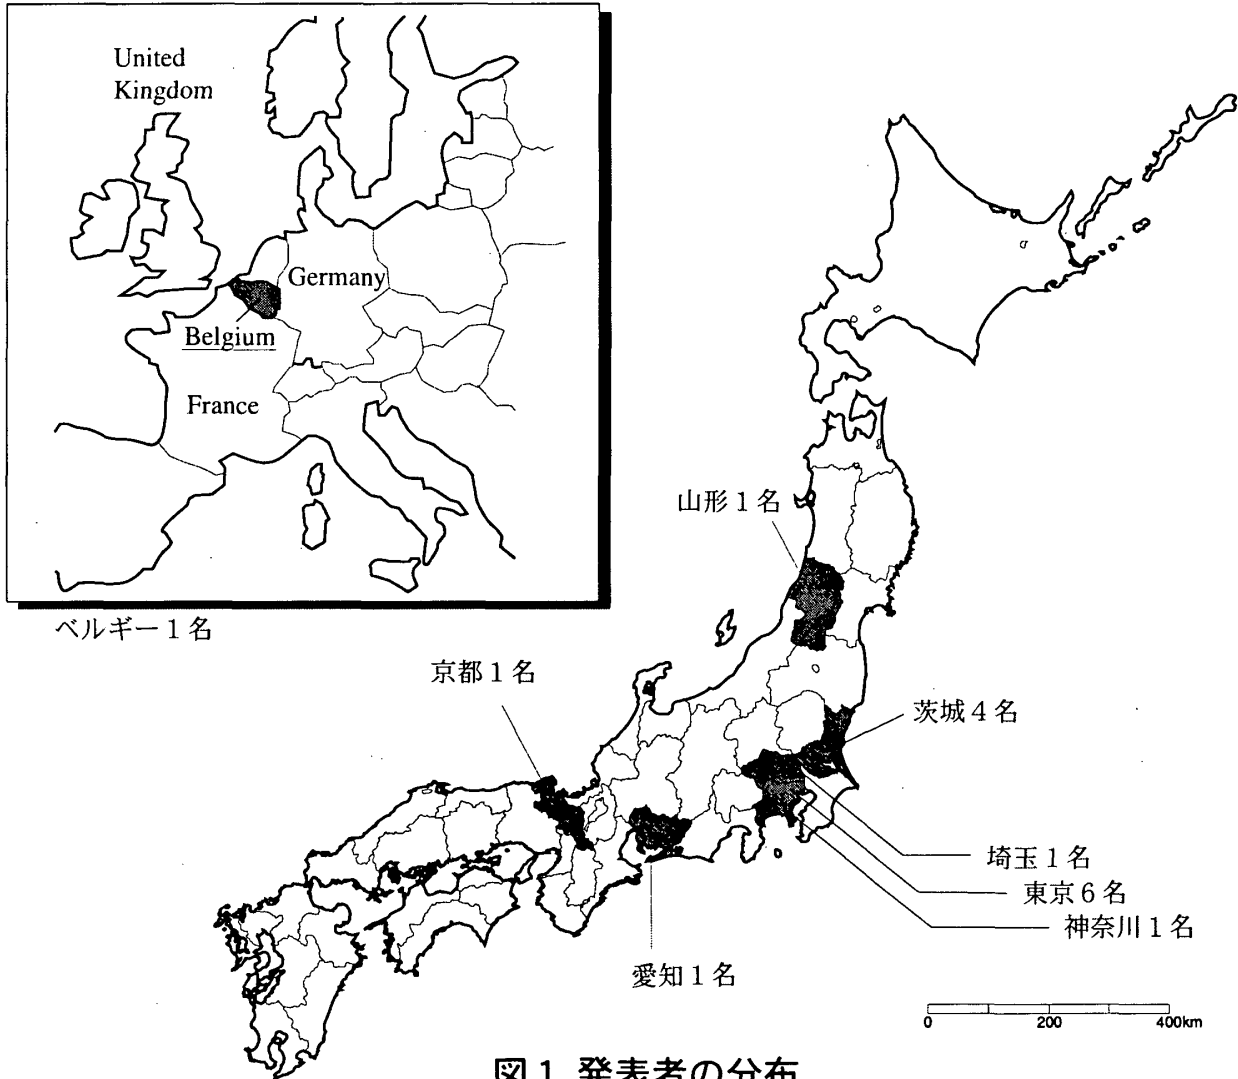 United
Kingdom
Germany
Belgium
France
ベルギー1名
山形1名
京都1名
茨城4名
埼玉1名
東京6名
神奈川1名
愛知1名
0 200 400km
図1 発表者の分布